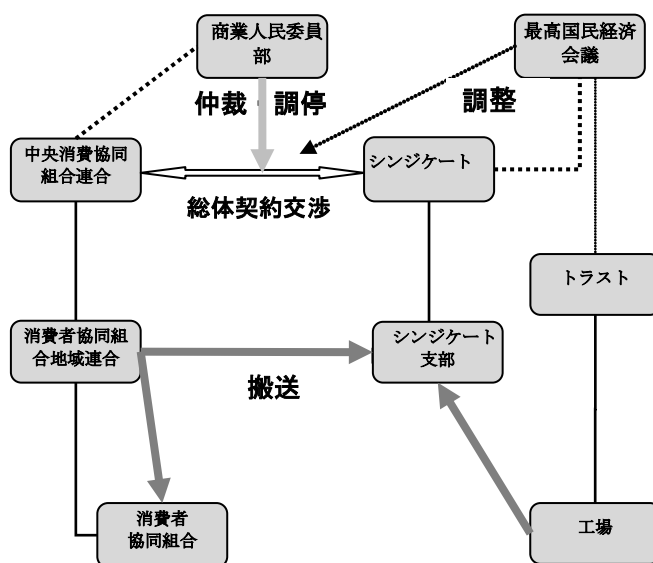 商業人民委員
部
最高国民経済
会議
仲裁・調停
調整
中央消費協同
組合連合
シンジケート
総体契約交渉
トラスト
消費者協同組
合地域連合
シンジケート
支部
搬送
消費者
協同組合
工場